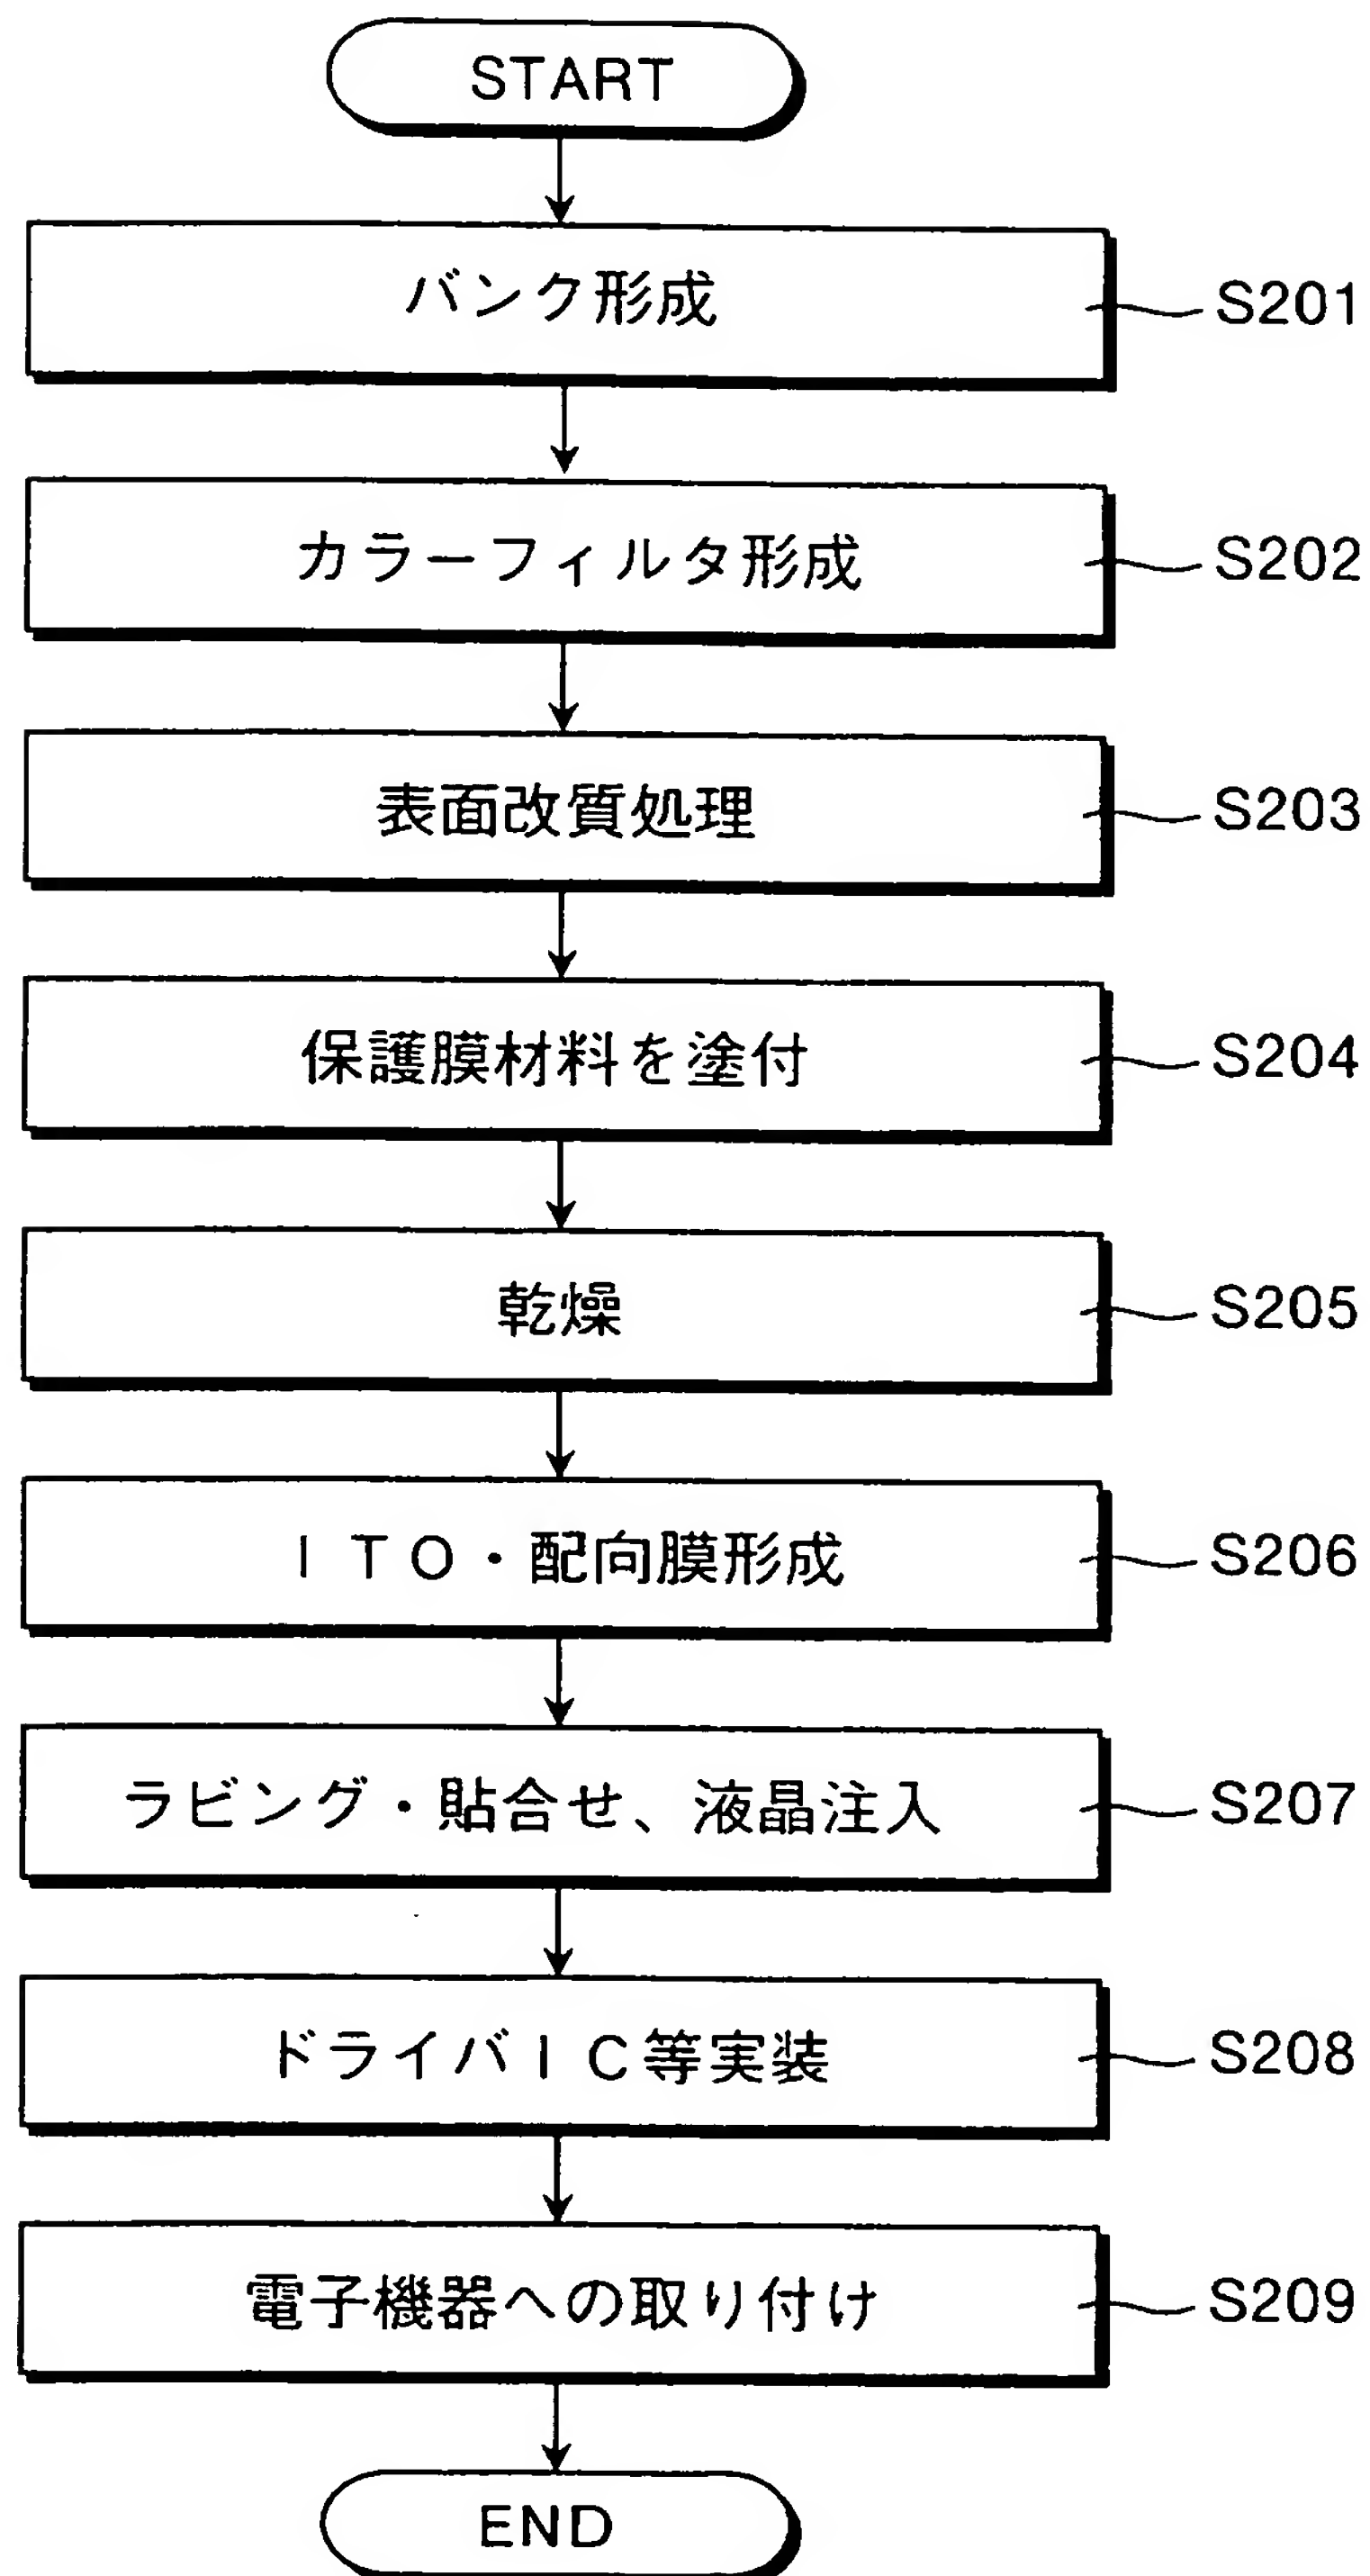 START
バンク形成
S201
カラーフィルタ形成
S202
表面改質処理
S203
保護膜材料を塗付
S204
乾燥
S205
ITO・配向膜形成
S206
ラビング・貼合せ、液晶注入
S207
ドライバIC等実装
S208
電子機器への取り付け
S209
END